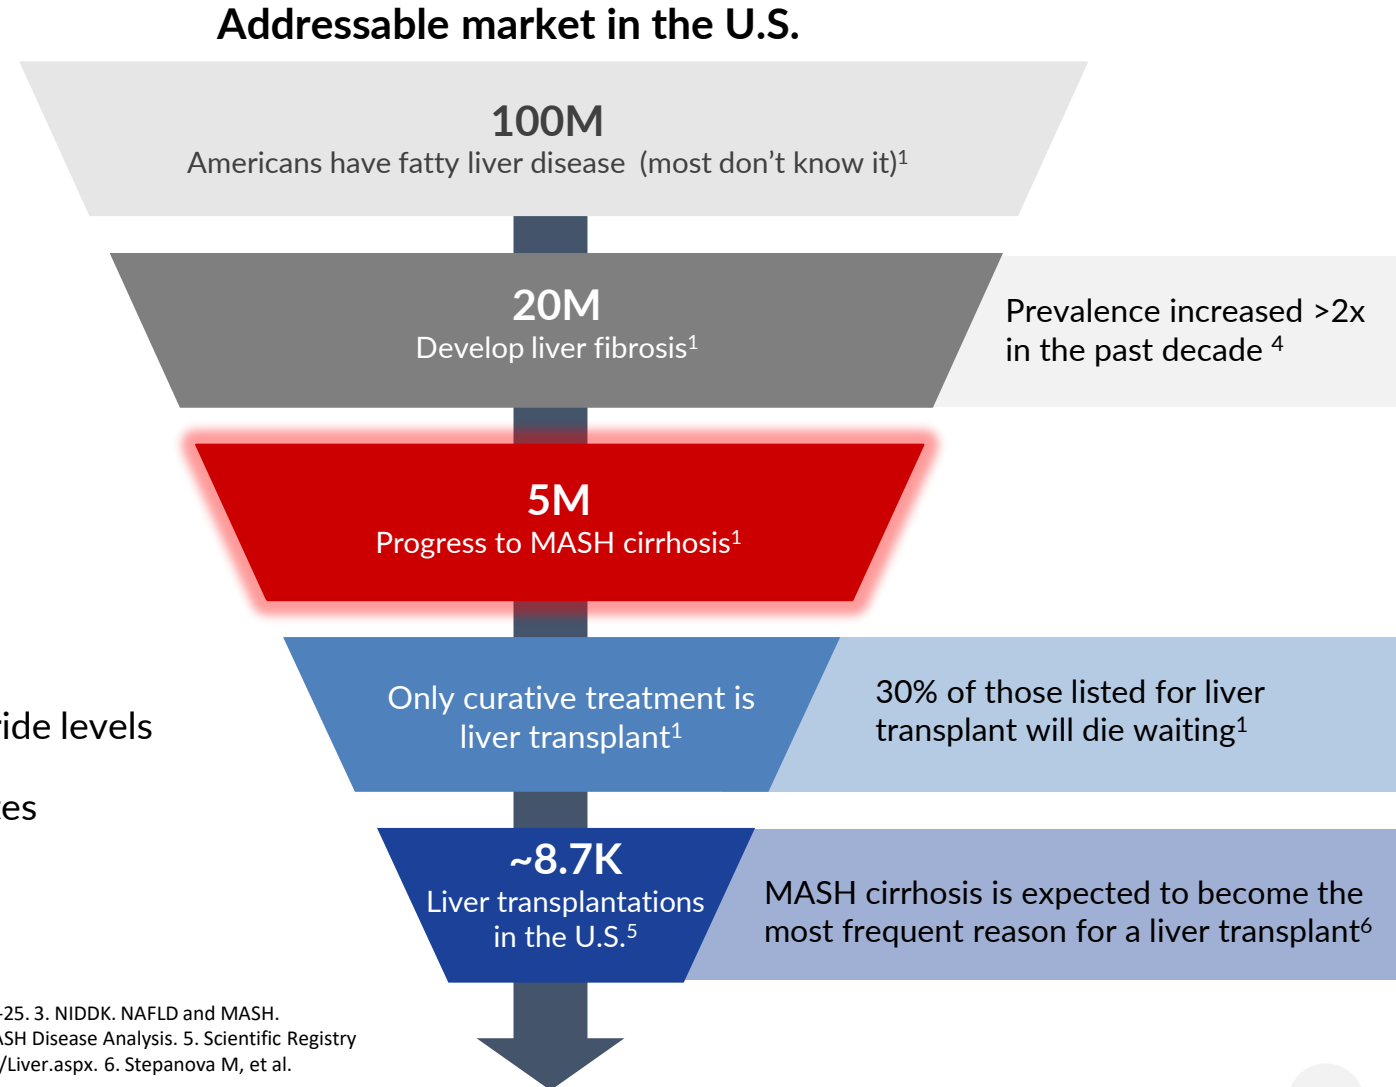 Addressable market in the U.S.
100M
Americans have fatty liver disease (most don't know it)1
20M
Develop liver fibrosis1
Prevalence increased >2x
in the past decade 4
5M
Progress to MASH cirrhosis1
Only curative treatment is
liver transplant1
30% of those listed for liver
transplant will die waiting1
levels
~8.7K
Liver transplantations
in the U.S.5
MASH cirrhosis is expected to become the
most frequent reason for a liver transplant6
-25. 3. NIDDK. NAFLD and MASH.
Disease Analysis. 5. Scientific Registry
/Liver.aspx. 6. Stepanova M, et al.